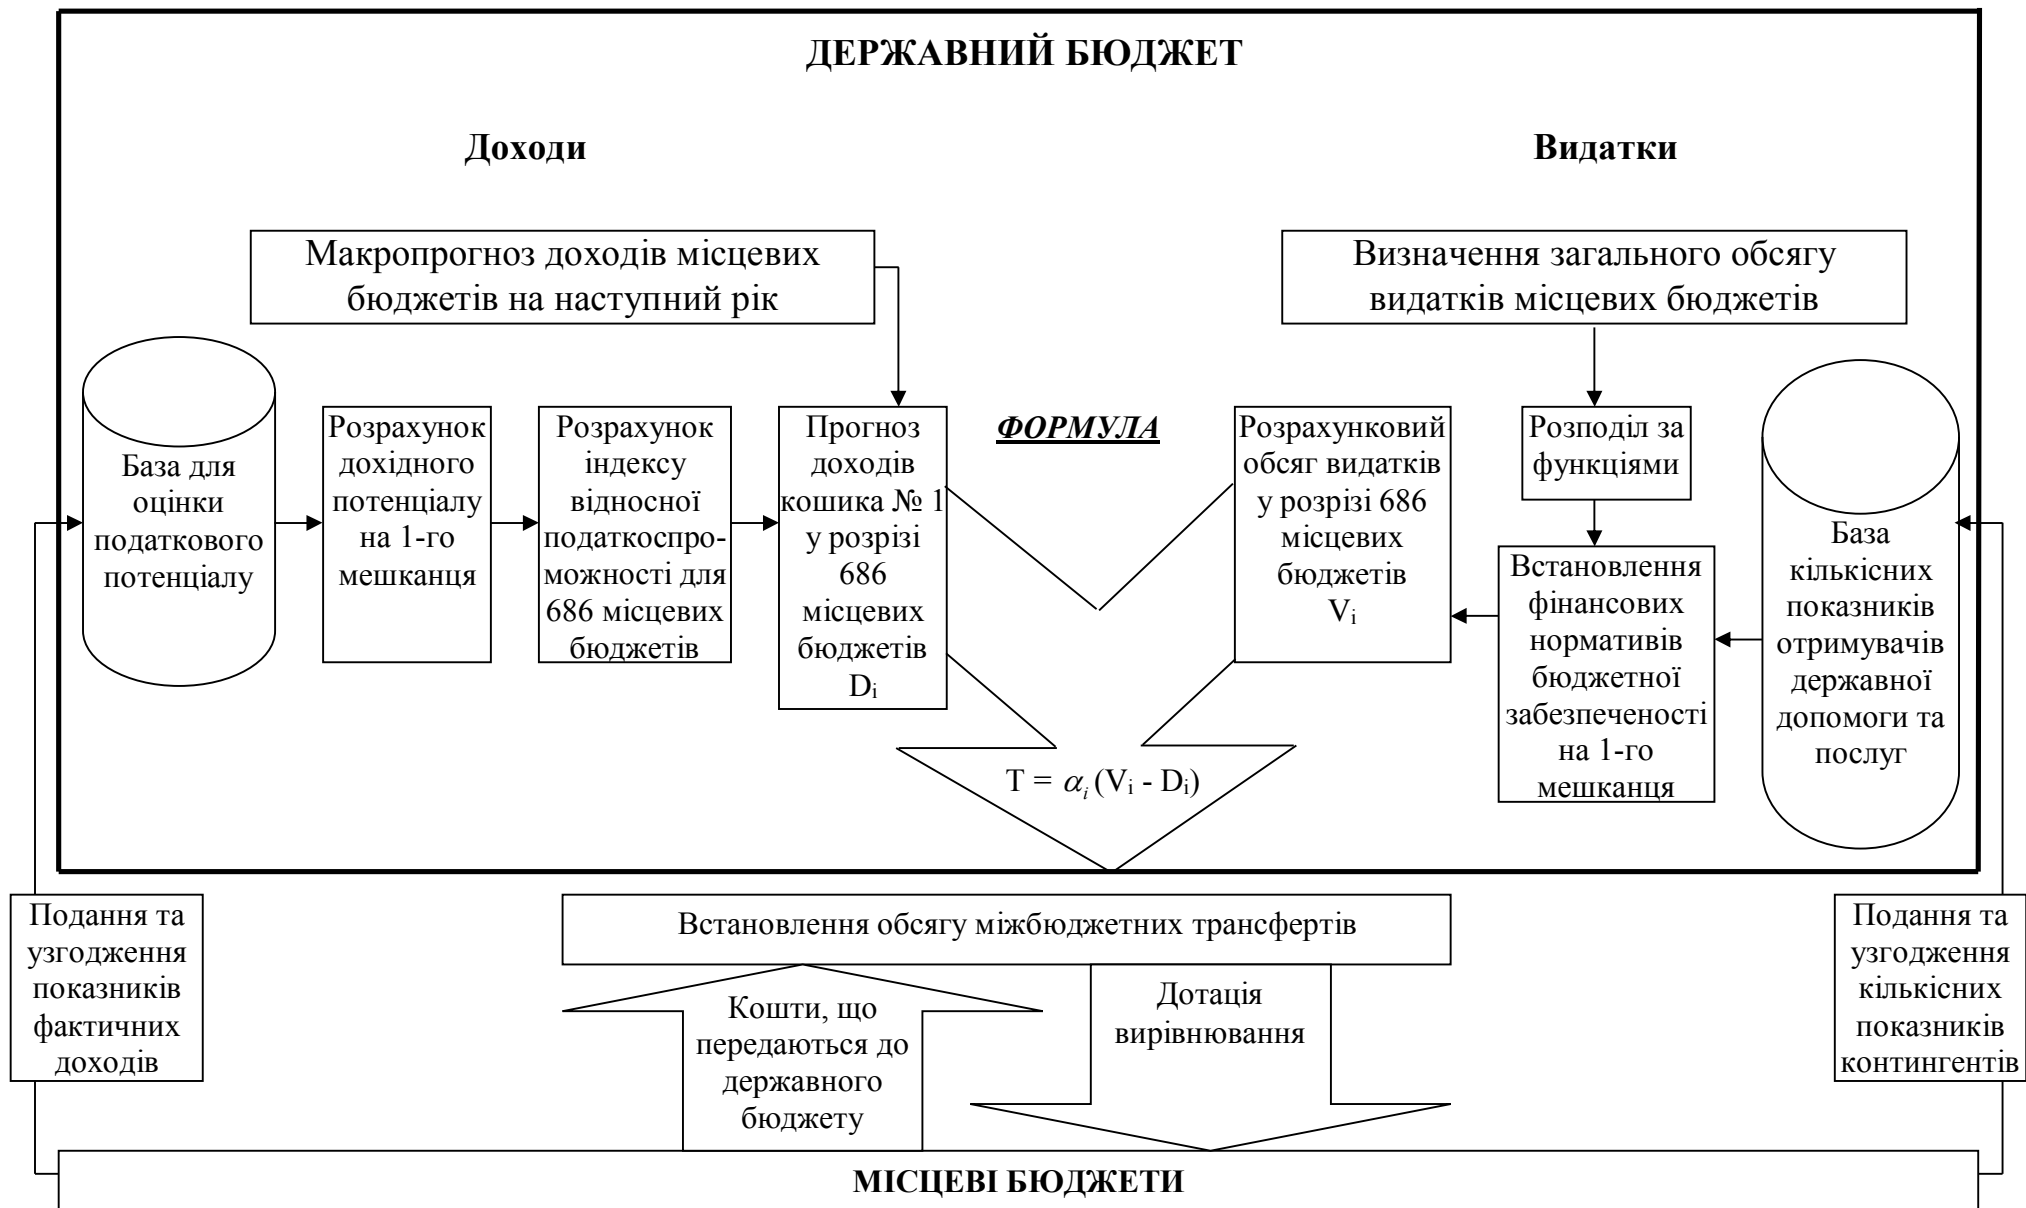 ДЕРЖАВНИЙ БЮДЖЕТ
Доходи
Видатки
Макропрогноз доходів місцевих
бюджетів на наступний рік
Визначення загального обсягу
видатків місцевих бюджетів
База для
оцінки
податкового
потенціалу
Розрахунок
дохідного
потенціалу
на 1-го
мешканця
Розрахунок
індексу
відносної
податкоспро-
можності для
686 місцевих
бюджетів
Прогноз
доходів
кошика № 1
у розрізі
686
місцевих
бюджетів
Di
ФОРМУЛА
Розрахунковий
обсяг видатків
у розрізі 686
місцевих
бюджетів
Vi
Розподіл за
функціями
Встановлення
фінансових
нормативів
бюджетної
забезпеченості
на 1-го
мешканця
База
кількісних
показників
отримувачів
державної
допомоги та
послуг
T = αi (Vi - Di)
Подання та
узгодження
показників
фактичних
доходів
Встановлення обсягу міжбюджетних трансфертів
Кошти, що
передаються до
державного
бюджету
Дотація
вирівнювання
Подання та
узгодження
кількісних
показників
контингентів
МІСЦЕВІ БЮДЖЕТИ